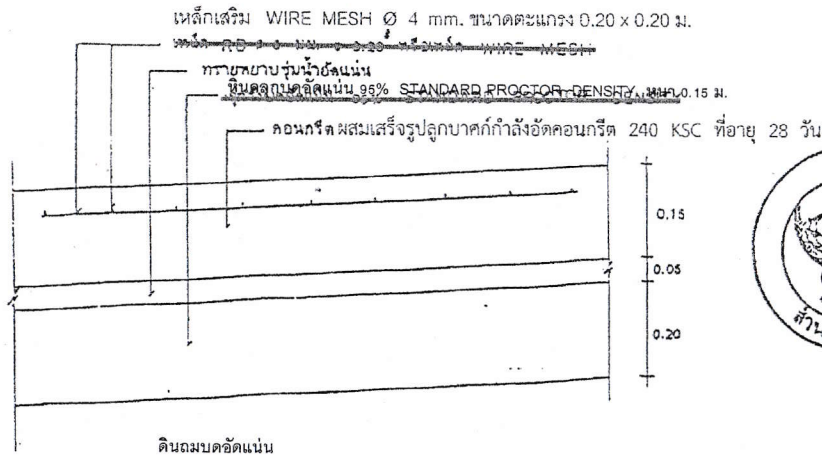 เหล็กเสริม WIRE MESH Ø 4 mm. ขนาดตะแกรง 0.20 x 0.20 ม.
WIRE MESH
ทรายหยาบชุ่มน้ำอัดแน่น
หินคลุกบดอัดแน่น 95% STANDARD PROCTOR DENSITY หนา 0.15 ม.
คอนกรีตผสมเสร็จรูปลูกบาศก์กำลังอัดคอนกรีต 240 KSC ที่อายุ 28 วัน
0.15
0.05
0.20
ดินถมบดอัดแน่น